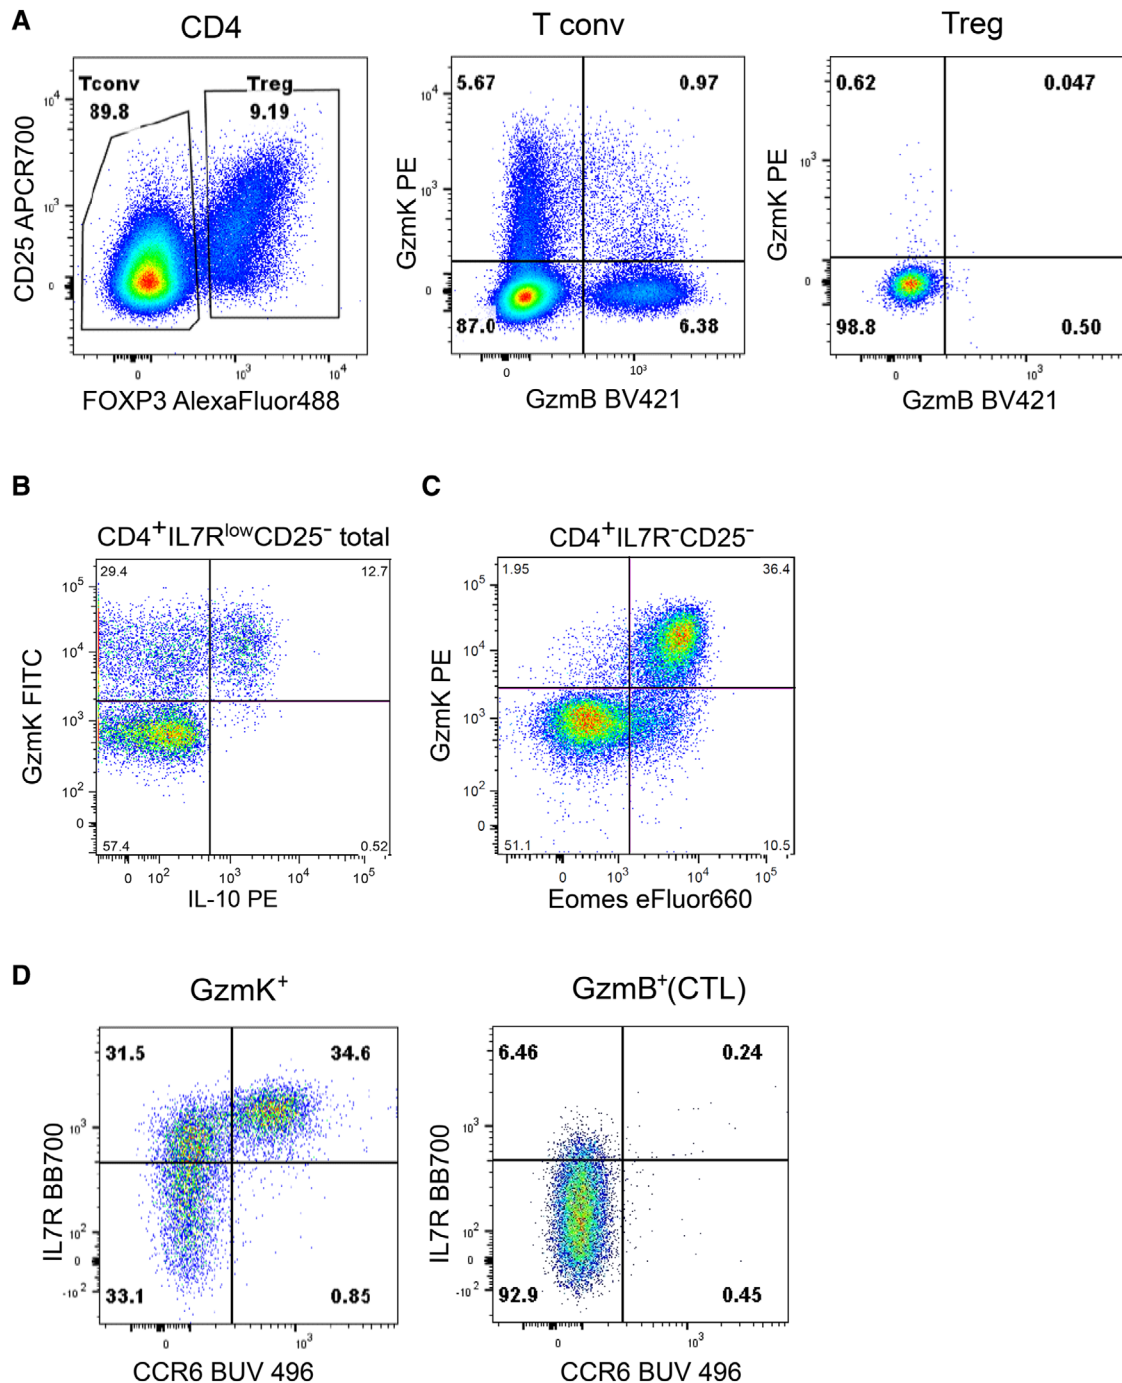 A
CD4
T conv
Treg
Tconv
89.8
Treg
9.19
10⁴
10³
0
CD25 APCR700
0
10³
10⁴
FOXP3 AlexaFluor488
5.67
0.97
10⁴
10³
0
GzmK PE
87.0
6.38
0
10³
GzmB BV421
0.62
0.047
10³
0
GzmK PE
98.8
0.50
0
10³
GzmB BV421
B
CD4⁺IL7R^low CD25⁻ total
29.4
12.7
10⁵
10⁴
10³
10²
0
GzmK FITC
57.4
0.52
0
10²
10³
10⁴
10⁵
IL-10 PE
C
CD4⁺IL7R⁻CD25⁻
1.95
36.4
10⁵
10⁴
10³
10²
0
GzmK PE
51.1
10.5
0
10³
10⁴
10⁵
Eomes eFluor660
D
GzmK⁺
31.5
34.6
10³
10²
0
-10²
IL7R BB700
33.1
0.85
0
10³
CCR6 BUV 496
GzmB⁺(CTL)
6.46
0.24
10³
10²
0
-10²
IL7R BB700
92.9
0.45
0
10³
CCR6 BUV 496